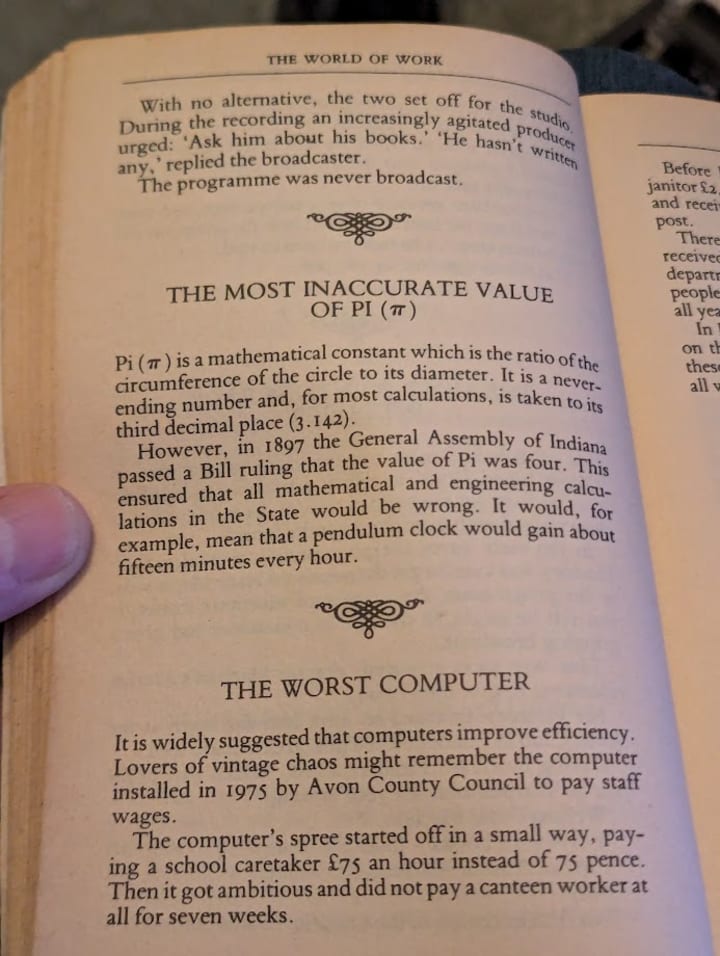 THE WORLD OF WORK
With no alternative, the two set off for the studio.
During the recording an increasingly agitated producer
urged: ‘Ask him about his books.’ ‘He hasn’t written
any,’ replied the broadcaster.
The programme was never broadcast.
THE MOST INACCURATE VALUE
OF PI (π)
Pi (π) is a mathematical constant which is the ratio of the
circumference of the circle to its diameter. It is a never-
ending number and, for most calculations, is taken to its
third decimal place (3.142).
However, in 1897 the General Assembly of Indiana
passed a Bill ruling that the value of Pi was four. This
ensured that all mathematical and engineering calcu-
lations in the State would be wrong. It would, for
example, mean that a pendulum clock would gain about
fifteen minutes every hour.
THE WORST COMPUTER
It is widely suggested that computers improve efficiency.
Lovers of vintage chaos might remember the computer
installed in 1975 by Avon County Council to pay staff
wages.
The computer’s spree started off in a small way, pay-
ing a school caretaker £75 an hour instead of 75 pence.
Then it got ambitious and did not pay a canteen worker at
all for seven weeks.
Before
janitor £2,
and recei
post.
There
received
departm
people
all yea
In
on th
these
all w